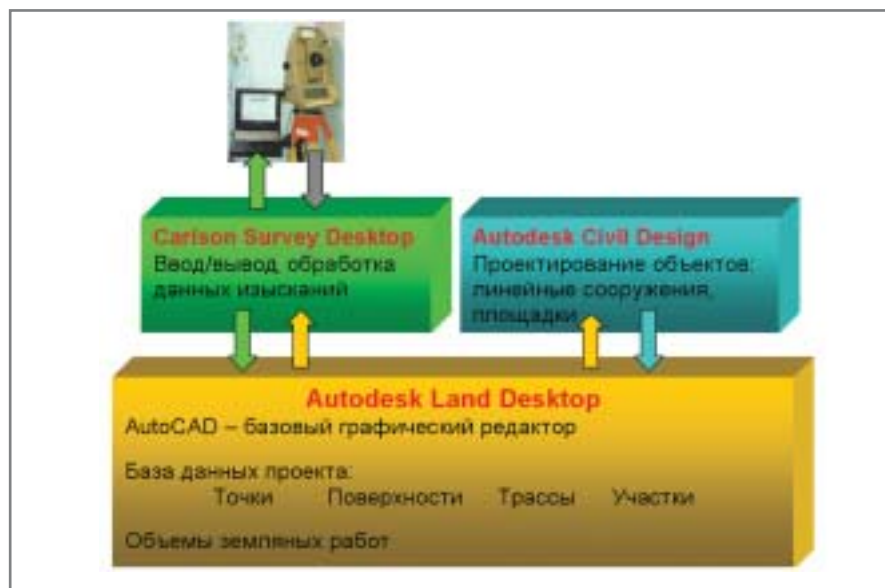 Carlson Survey Desktop
Ввод/вывод, обработка
данных изысканий
Autodesk Civil Design
Проектирование объектов:
линейные сооружения,
площадки
Autodesk Land Desktop
AutoCAD – базовый графический редактор
База данных проекта:
Точки Поверхности Трассы Участки
Объемы земляных работ